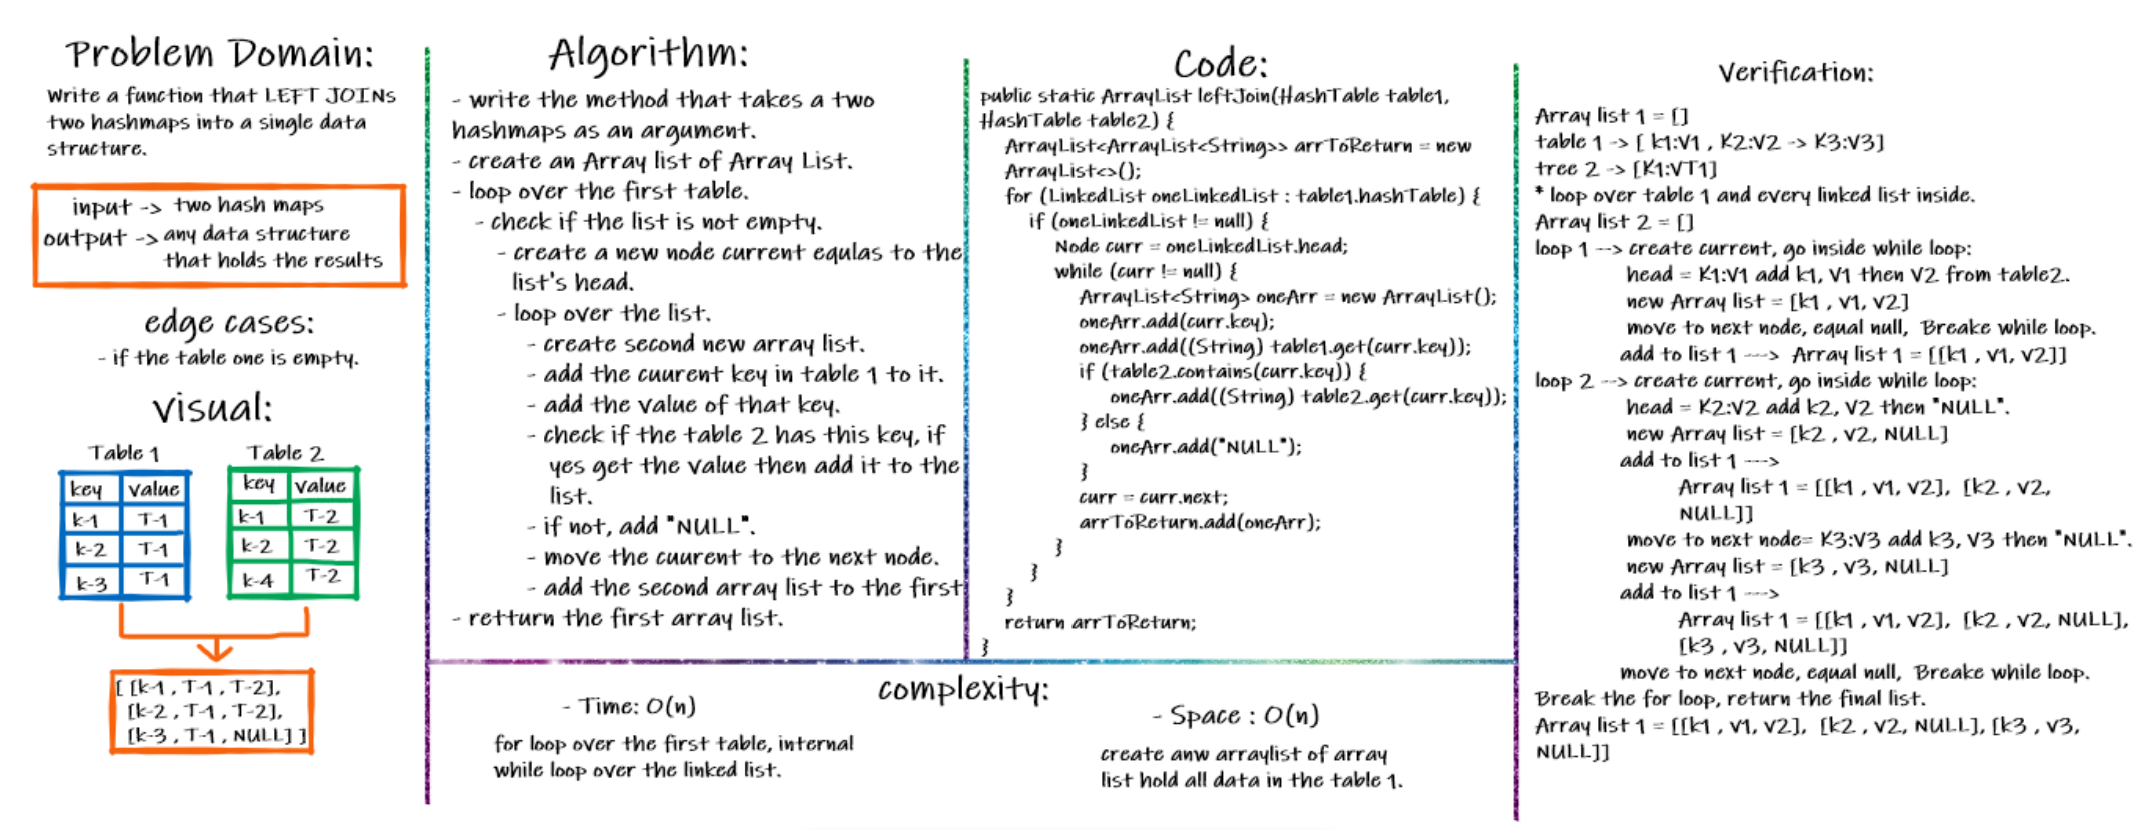 Problem Domain:
Write a function that LEFT JOINs
two hashmaps into a single data
structure.
input -> two hash maps
output -> any data structure
that holds the results
edge cases:
- if the table one is empty.
visual:
Table 1
key value
k-1 T-1
k-2 T-1
k-3 T-1
Table 2
key value
k-1 T-2
k-2 T-2
k-4 T-2
[ [k-1 , T-1 , T-2],
[k-2 , T-1 , T-2],
[k-3 , T-1 , NULL] ]
Algorithm:
- write the method that takes a two
hashmaps as an argument.
- create an Array list of Array List.
- loop over the first table.
- check if the list is not empty.
- create a new node current equlas to the
list's head.
- loop over the list.
- create second new array list.
- add the cuurent key in table 1 to it.
- add the value of that key.
- check if the table 2 has this key, if
yes get the value then add it to the
list.
- if not, add "NULL".
- move the cuurent to the next node.
- add the second array list to the first
- retturn the first array list.
Code:
public static ArrayList leftJoin(HashTable table1,
HashTable table2) {
ArrayList<ArrayList<String>> arrToReturn = new
ArrayList<>();
for (LinkedList oneLinkedList : table1.hashTable) {
if (oneLinkedList != null) {
Node curr = oneLinkedList.head;
while (curr != null) {
ArrayList<String> oneArr = new ArrayList();
oneArr.add(curr.key);
oneArr.add((String) table1.get(curr.key));
if (table2.contains(curr.key)) {
oneArr.add((String) table2.get(curr.key));
} else {
oneArr.add("NULL");
}
curr = curr.next;
arrToReturn.add(oneArr);
}
}
}
return arrToReturn;
}
complexity:
- Time: O(n)
for loop over the first table, internal
while loop over the linked list.
- Space : O(n)
create anw arraylist of array
list hold all data in the table 1.
Verification:
Array list 1 = []
table 1 -> [ k1:V1 , K2:V2 -> K3:V3]
tree 2 -> [K1:VT1]
* loop over table 1 and every linked list inside.
Array list 2 = []
loop 1 --> create current, go inside while loop:
head = K1:V1 add k1, V1 then V2 from table2.
new Array list = [k1 , v1, v2]
move to next node, equal null, Breake while loop.
add to list 1 ---> Array list 1 = [[k1 , v1, v2]]
loop 2 --> create current, go inside while loop:
head = K2:V2 add k2, V2 then "NULL".
new Array list = [k2 , v2, NULL]
add to list 1 --->
Array list 1 = [[k1 , v1, v2], [k2 , v2,
NULL]]
move to next node= K3:V3 add k3, V3 then "NULL".
new Array list = [k3 , v3, NULL]
add to list 1 --->
Array list 1 = [[k1 , v1, v2], [k2 , v2, NULL],
[k3 , v3, NULL]]
move to next node, equal null, Breake while loop.
Break the for loop, return the final list.
Array list 1 = [[k1 , v1, v2], [k2 , v2, NULL], [k3 , v3,
NULL]]